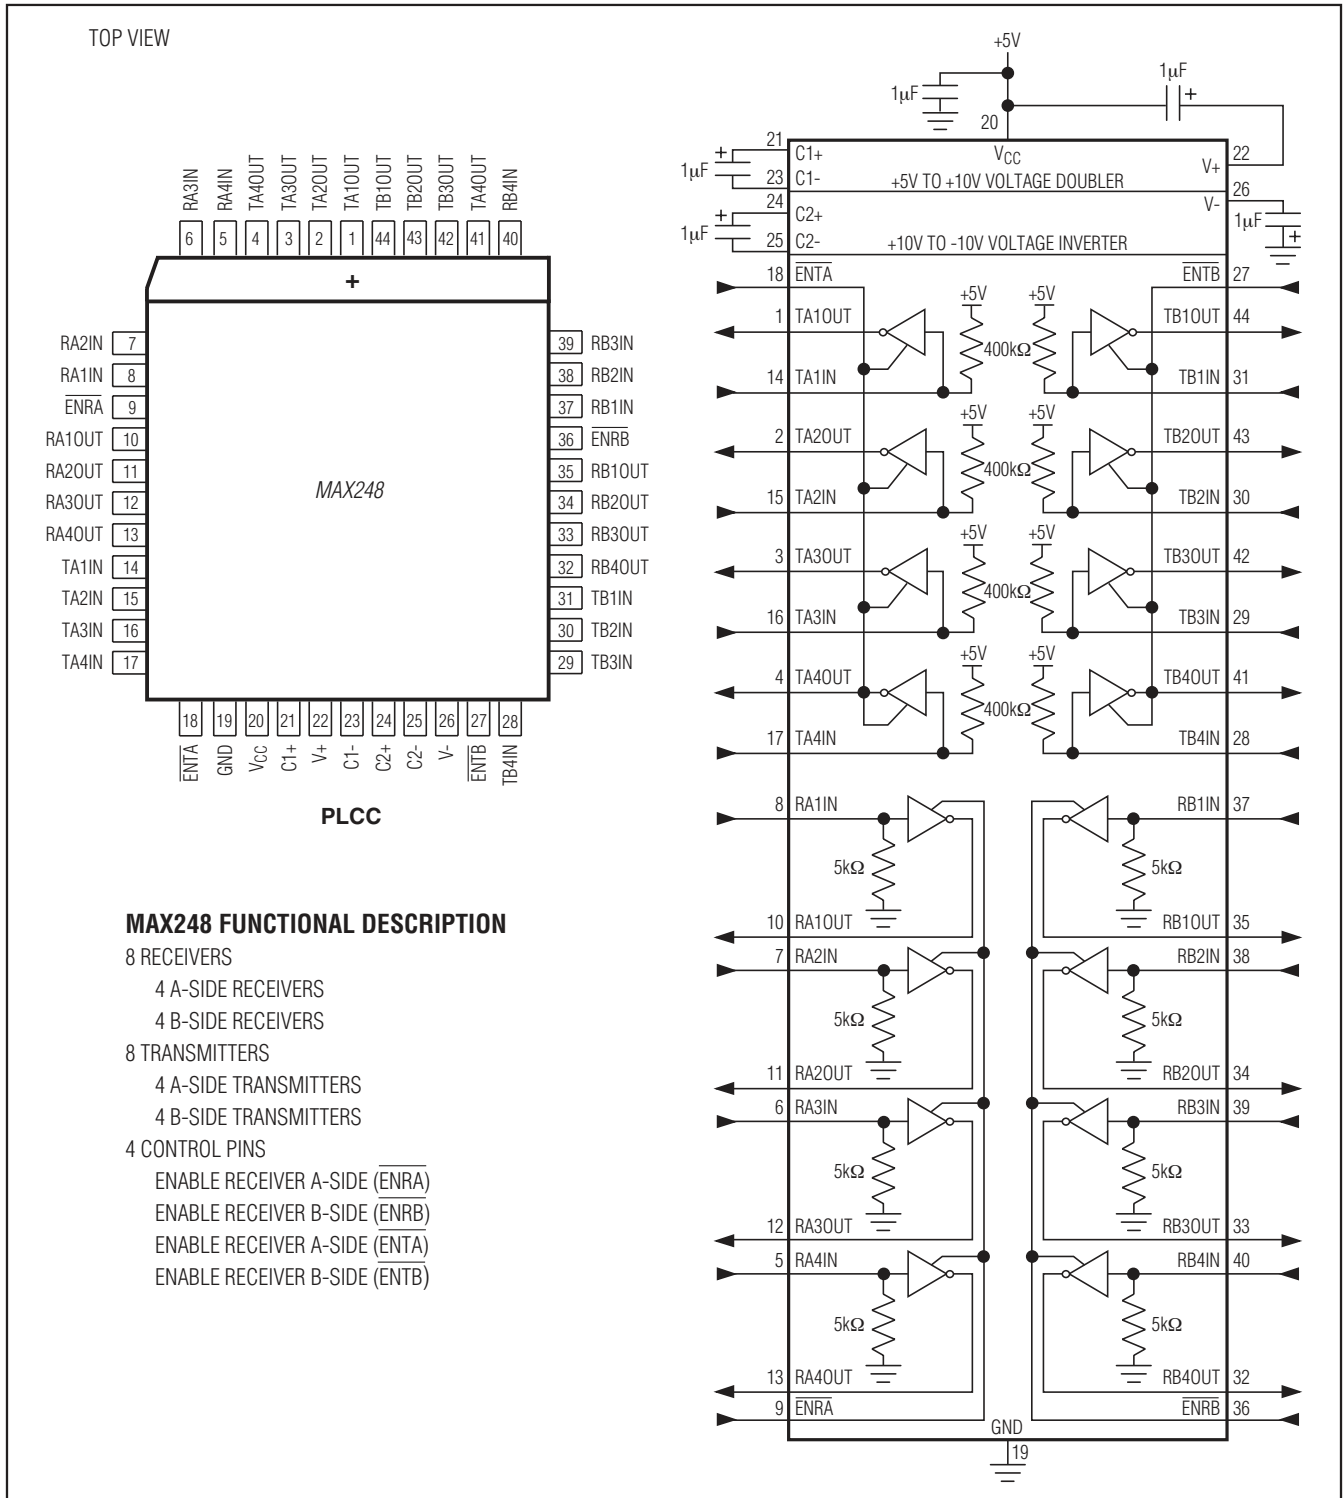 TOP VIEW
RA3IN
RA4IN
TA4OUT
TA3OUT
TA2OUT
TA1OUT
TB1OUT
TB2OUT
TB3OUT
TA4OUT
RB4IN
6 5 4 3 2 1 44 43 42 41 40
+
RA2IN 7
RA1IN 8
ENRA 9
RA1OUT 10
RA2OUT 11
RA3OUT 12
RA4OUT 13
TA1IN 14
TA2IN 15
TA3IN 16
TA4IN 17
MAX248
39 RB3IN
38 RB2IN
37 RB1IN
36 ENRB
35 RB1OUT
34 RB2OUT
33 RB3OUT
32 RB4OUT
31 TB1IN
30 TB2IN
29 TB3IN
18 19 20 21 22 23 24 25 26 27 28
ENTA
GND
VCC
C1+
V+
C1-
C2+
C2-
V-
ENTB
TB4IN
PLCC
MAX248 FUNCTIONAL DESCRIPTION
8 RECEIVERS
4 A-SIDE RECEIVERS
4 B-SIDE RECEIVERS
8 TRANSMITTERS
4 A-SIDE TRANSMITTERS
4 B-SIDE TRANSMITTERS
4 CONTROL PINS
ENABLE RECEIVER A-SIDE (ENRA)
ENABLE RECEIVER B-SIDE (ENRB)
ENABLE RECEIVER A-SIDE (ENTA)
ENABLE RECEIVER B-SIDE (ENTB)
+5V
1μF
1μF
+
20
VCC
21 C1+
+
1μF
23 C1-
+5V TO +10V VOLTAGE DOUBLER
V+ 22
24 C2+
+
1μF
25 C2-
+10V TO -10V VOLTAGE INVERTER
V- 26
1μF
+
18 ENTA
ENTB 27
+5V +5V
1 TA1OUT
400kΩ
TB1OUT 44
14 TA1IN
TB1IN 31
+5V +5V
2 TA2OUT
400kΩ
TB2OUT 43
15 TA2IN
TB2IN 30
+5V +5V
3 TA3OUT
400kΩ
TB3OUT 42
16 TA3IN
TB3IN 29
+5V +5V
4 TA4OUT
400kΩ
TB4OUT 41
17 TA4IN
TB4IN 28
8 RA1IN
RB1IN 37
5kΩ 5kΩ
10 RA1OUT
RB1OUT 35
7 RA2IN
RB2IN 38
5kΩ 5kΩ
11 RA2OUT
RB2OUT 34
6 RA3IN
RB3IN 39
5kΩ 5kΩ
12 RA3OUT
RB3OUT 33
5 RA4IN
RB4IN 40
5kΩ 5kΩ
13 RA4OUT
RB4OUT 32
9 ENRA
ENRB 36
GND
19